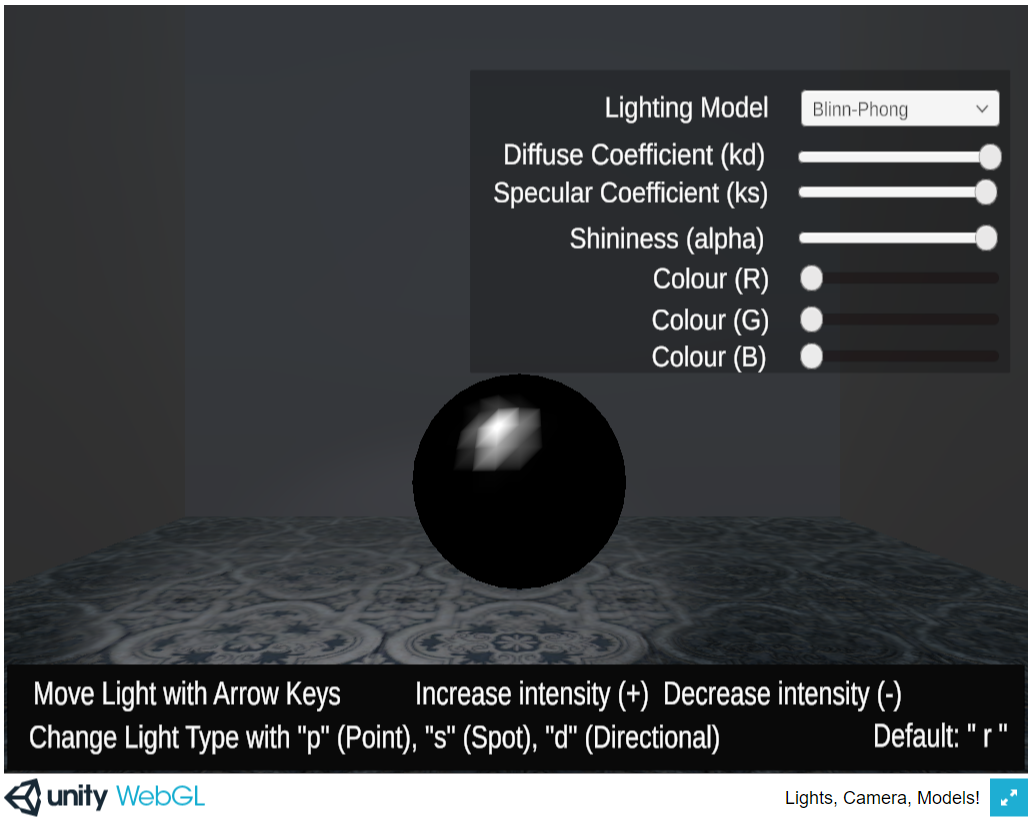 Lighting Model Blinn-Phong
Diffuse Coefficient (kd)
Specular Coefficient (ks)
Shininess (alpha)
Colour (R)
Colour (G)
Colour (B)
Move Light with Arrow Keys Increase intensity (+) Decrease intensity (-)
Change Light Type with "p" (Point), "s" (Spot), "d" (Directional) Default: " r "
unity WebGL Lights, Camera, Models!